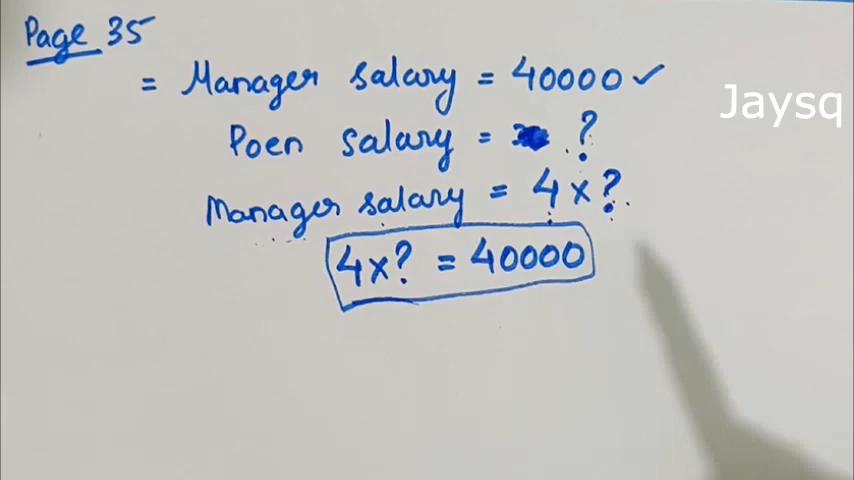 Page 35
= Manager salary = 40000 ✓
Jaysq
Poen salary = ?
Manager salary = 4 x ?
4x? = 40000